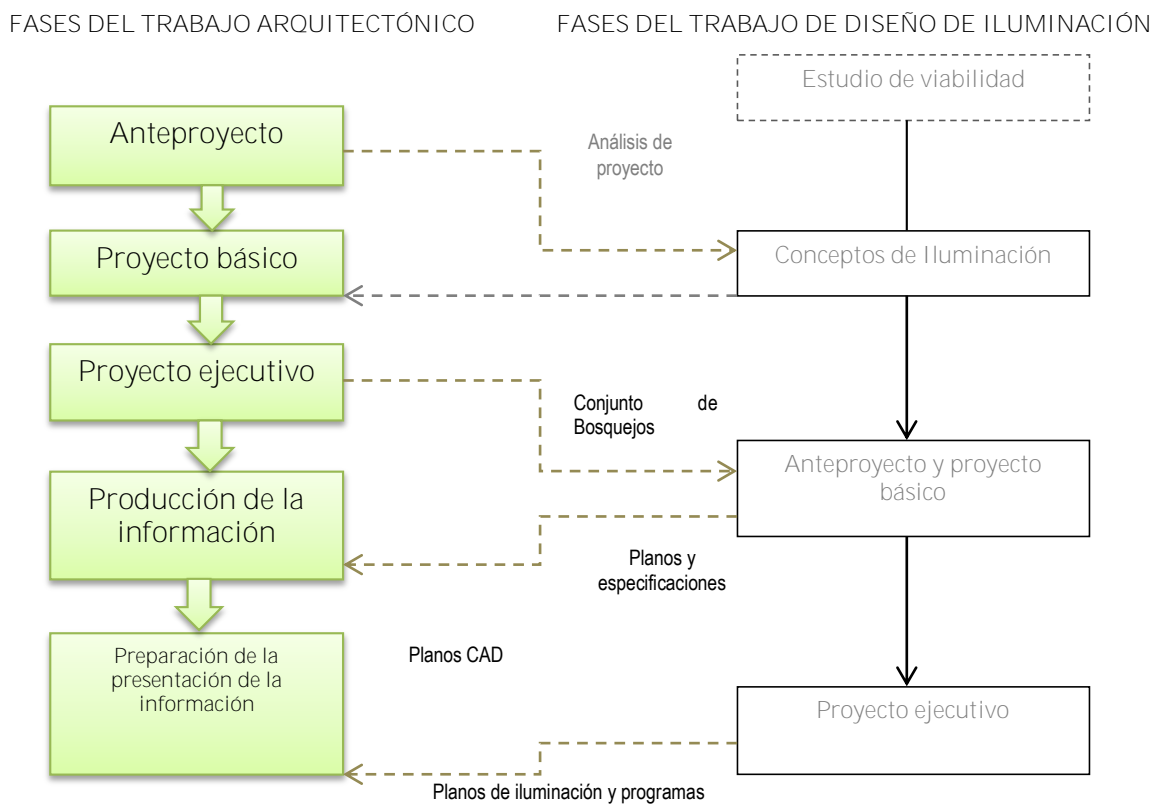 FASES DEL TRABAJO ARQUITECTÓNICO
FASES DEL TRABAJO DE DISEÑO DE ILUMINACIÓN
Estudio de viabilidad
Anteproyecto
Análisis de
proyecto
Proyecto básico
Conceptos de Iluminación
Proyecto ejecutivo
Conjunto de
Bosquejos
Anteproyecto y proyecto
básico
Producción de la
información
Planos y
especificaciones
Preparación de la
presentación de la
información
Planos CAD
Proyecto ejecutivo
Planos de iluminación y programas